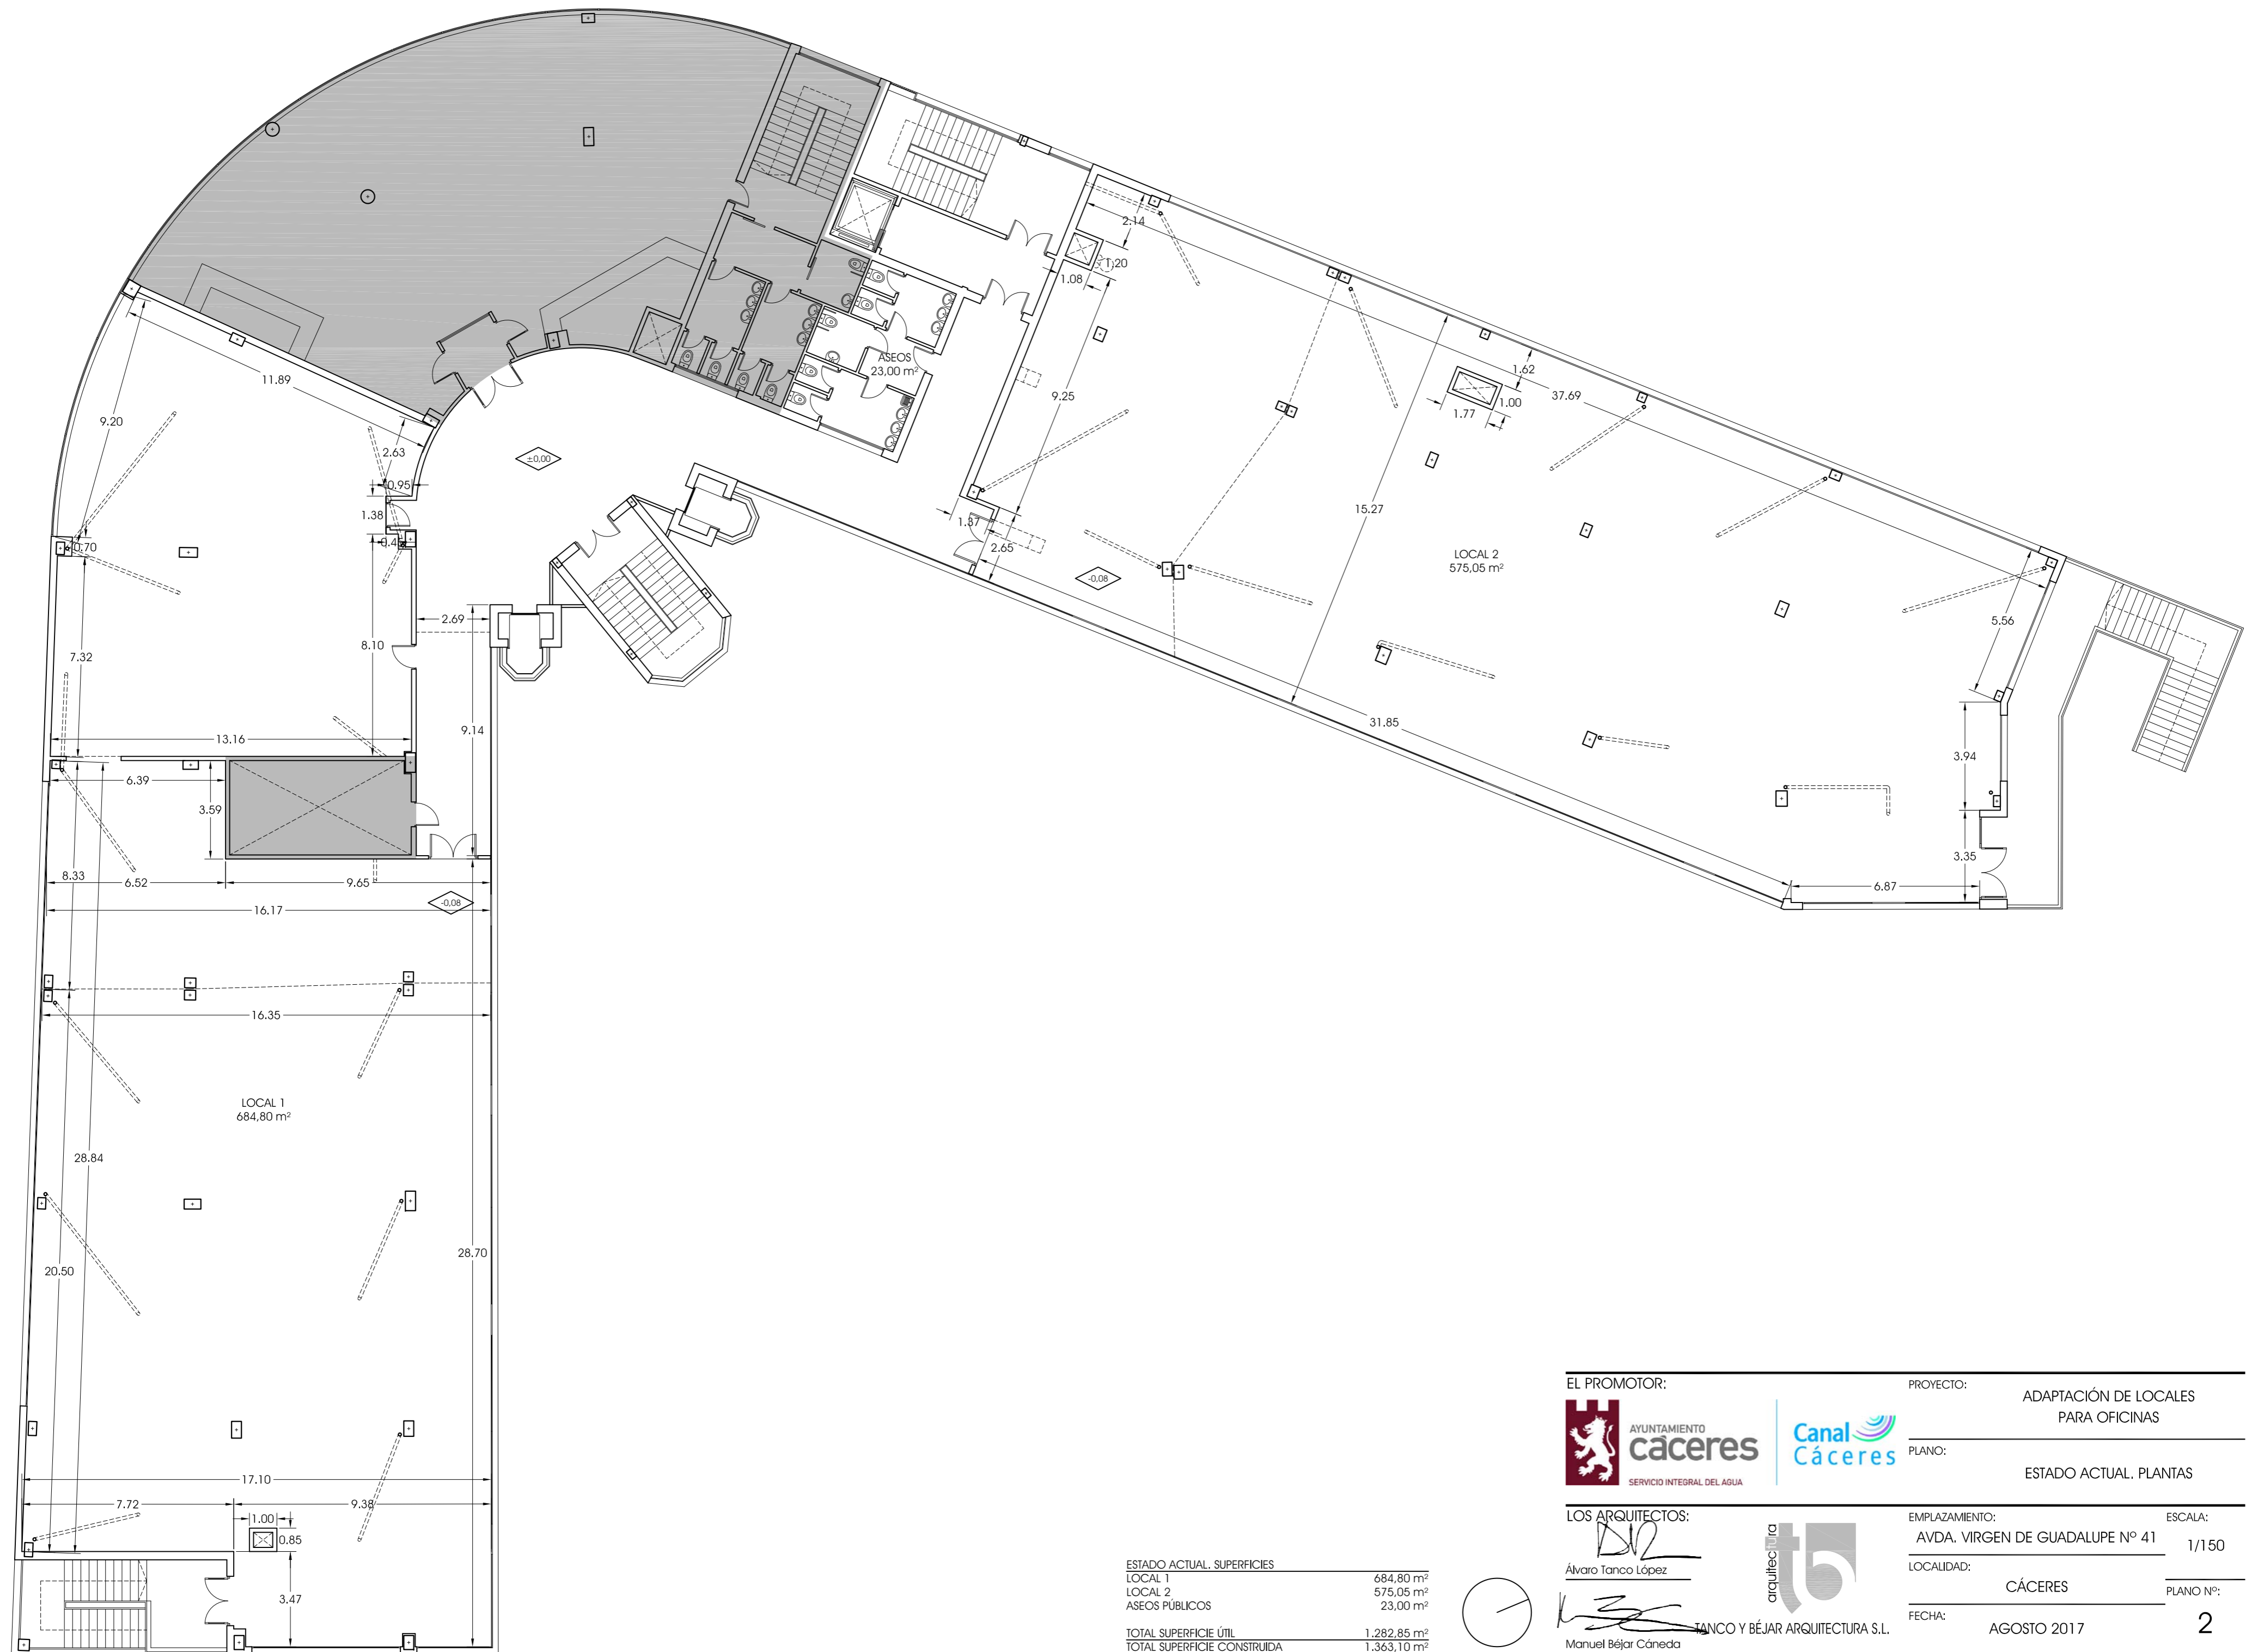 2.14
1.20
1.08
11.89
ASEOS
23,00 m²
9.25
1.62
37.69
1.00
1.77
9.20
2.63
±0,00
0.95
1.38
15.27
1.37
2.65
0.70
LOCAL 2
575,05 m²
-0,08
2.69
8.10
7.32
5.56
9.14
31.85
13.16
3.94
6.39
3.59
8.33
6.52
9.65
3.35
6.87
-0,08
16.17
16.35
LOCAL 1
684,80 m²
28.84
28.70
20.50
17.10
7.72
9.38
1.00
0.85
3.47
ESTADO ACTUAL. SUPERFICIES
LOCAL 1 684,80 m²
LOCAL 2 575,05 m²
ASEOS PÚBLICOS 23,00 m²
TOTAL SUPERFICIE ÚTIL 1.282,85 m²
TOTAL SUPERFICIE CONSTRUIDA 1.363,10 m²
EL PROMOTOR:
AYUNTAMIENTO
cáceres
SERVICIO INTEGRAL DEL AGUA
Canal
Cáceres
PROYECTO:
ADAPTACIÓN DE LOCALES
PARA OFICINAS
PLANO:
ESTADO ACTUAL. PLANTAS
LOS ARQUITECTOS:
Álvaro Tanco López
Manuel Béjar Cáneda
arquitectura
tb
TANCO Y BÉJAR ARQUITECTURA S.L.
EMPLAZAMIENTO:
AVDA. VIRGEN DE GUADALUPE Nº 41
ESCALA:
1/150
LOCALIDAD:
CÁCERES
PLANO Nº:
2
FECHA:
AGOSTO 2017